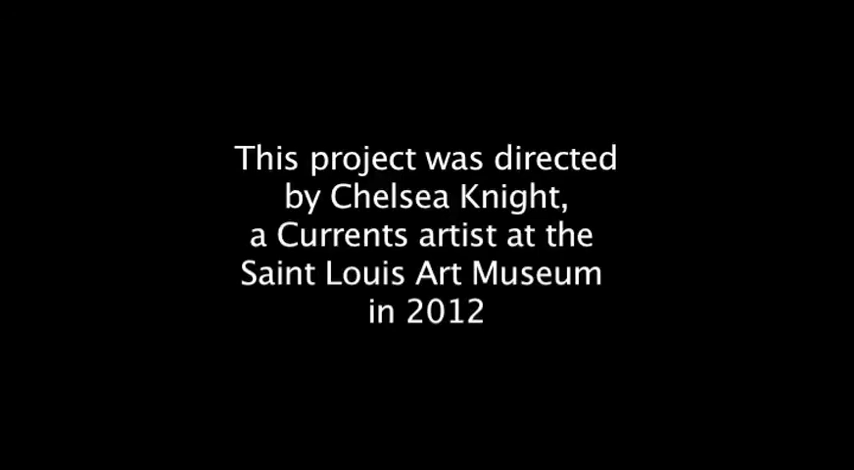 This project was directed
by Chelsea Knight,
a Currents artist at the
Saint Louis Art Museum
in 2012